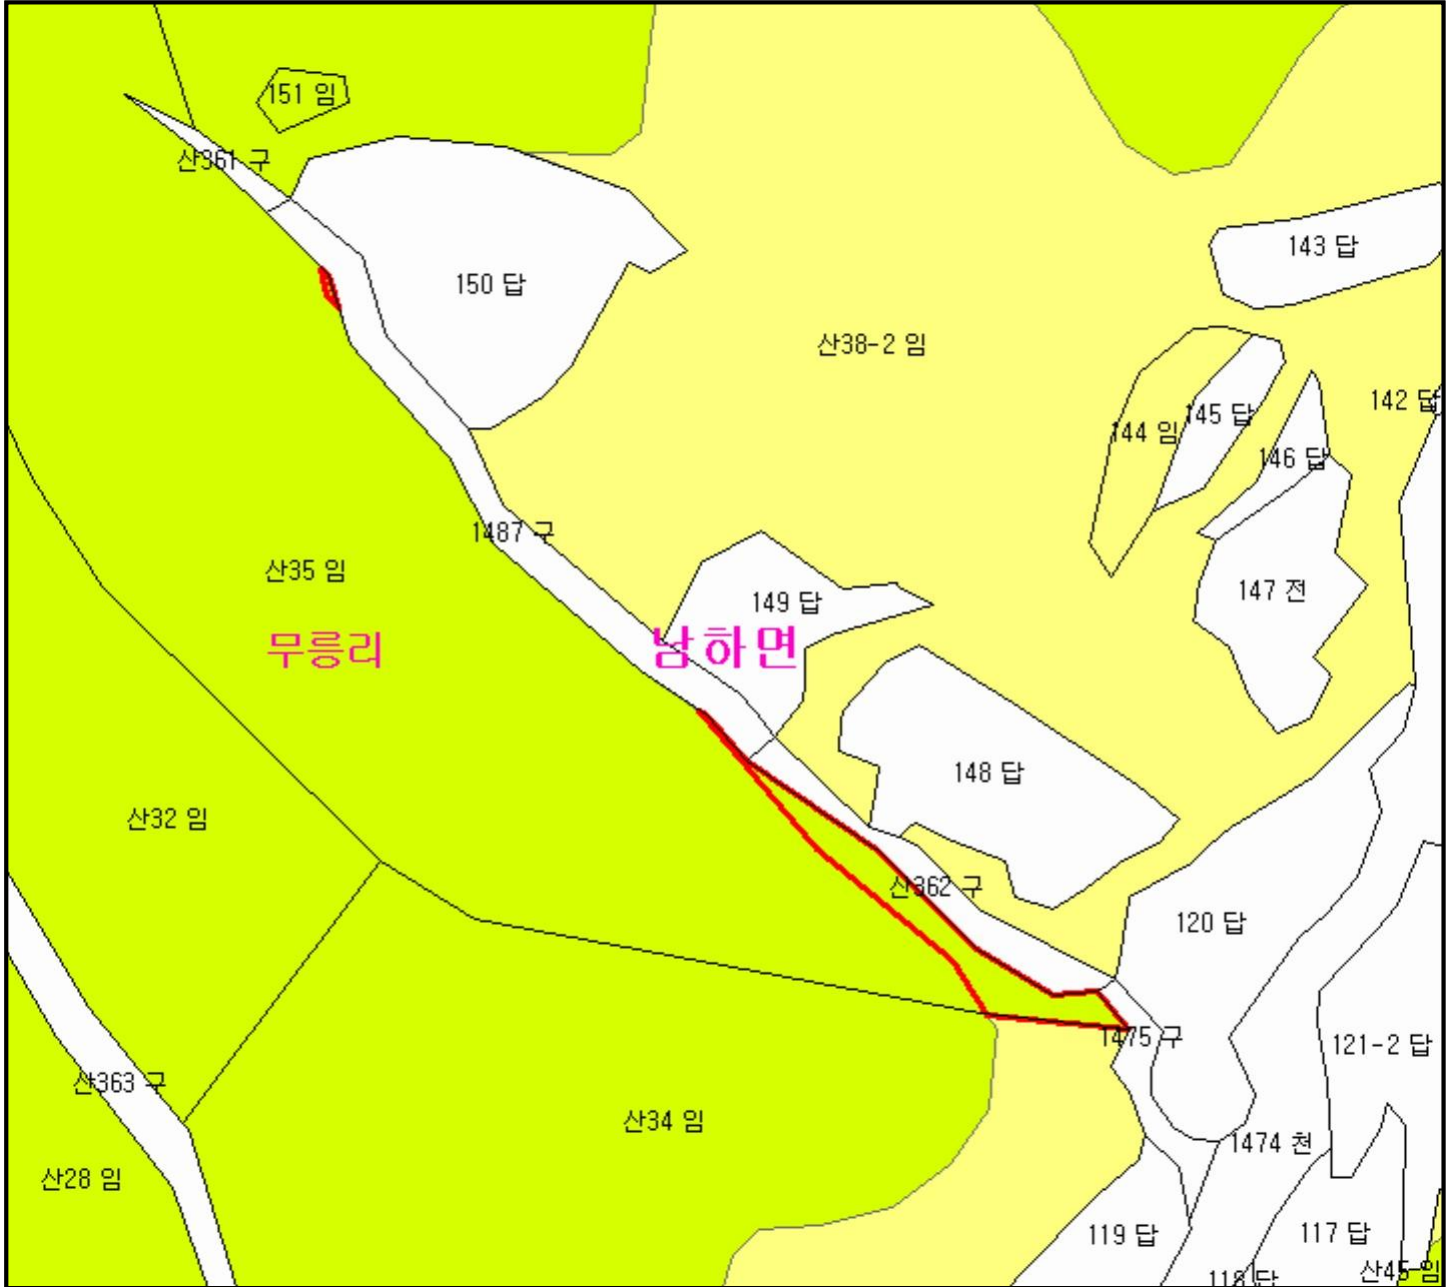 151 임
산361 구
143 답
150 답
산38-2 임
142 답
145 답
144 임
146 답
1487 구
산35 임
147 전
149 답
무릉리
남하면
148 답
산32 임
산362 구
120 답
1475 구
121-2 답
산363 구
산34 임
1474 천
산28 임
119 답
117 답
118 답
산45 임